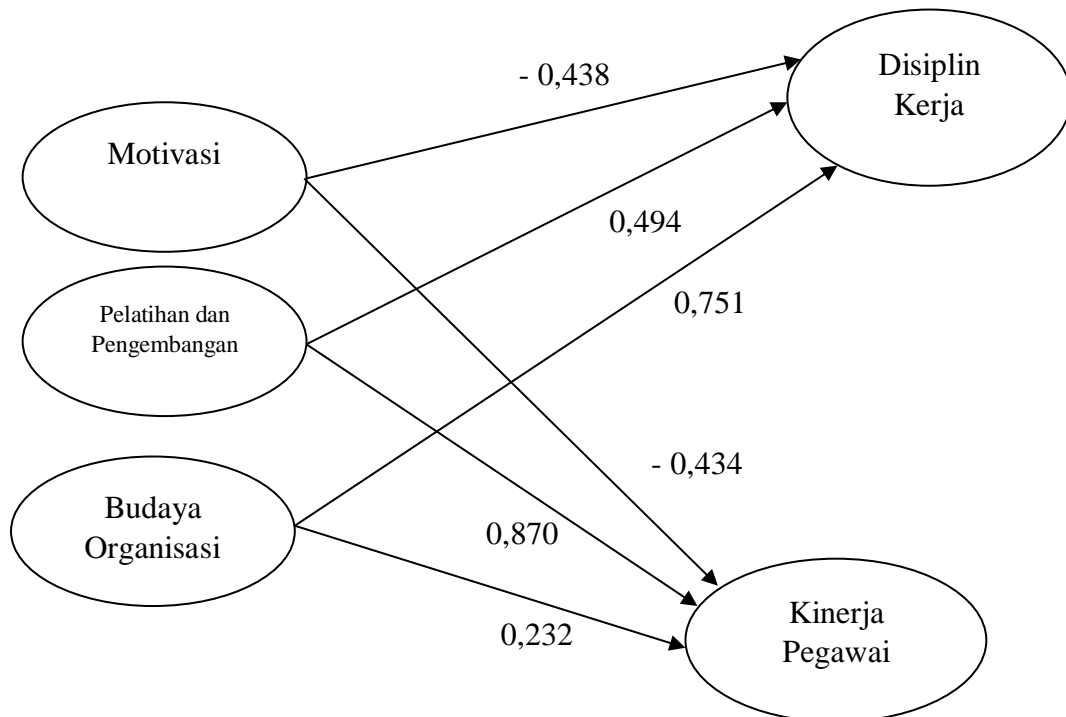 - 0,438
Disiplin
Kerja
Motivasi
0,494
Pelatihan dan
Pengembangan
0,751
- 0,434
Budaya
Organisasi
0,870
0,232
Kinerja
Pegawai